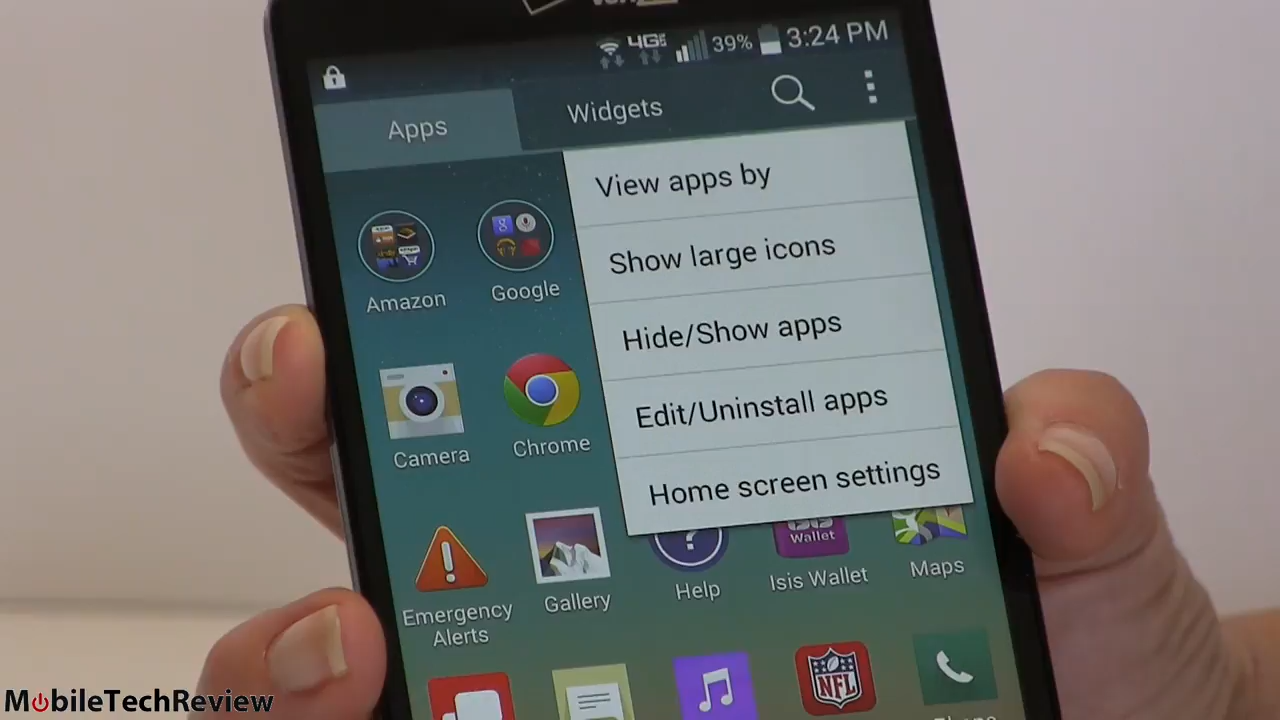 4G
39%
3:24 PM
Apps
Widgets
View apps by
Show large icons
Hide/Show apps
Edit/Uninstall apps
Home screen settings
Amazon
Google
Camera
Chrome
Emergency
Alerts
Gallery
Help
Isis Wallet
Maps
Wallet
NFL
MobileTechReview